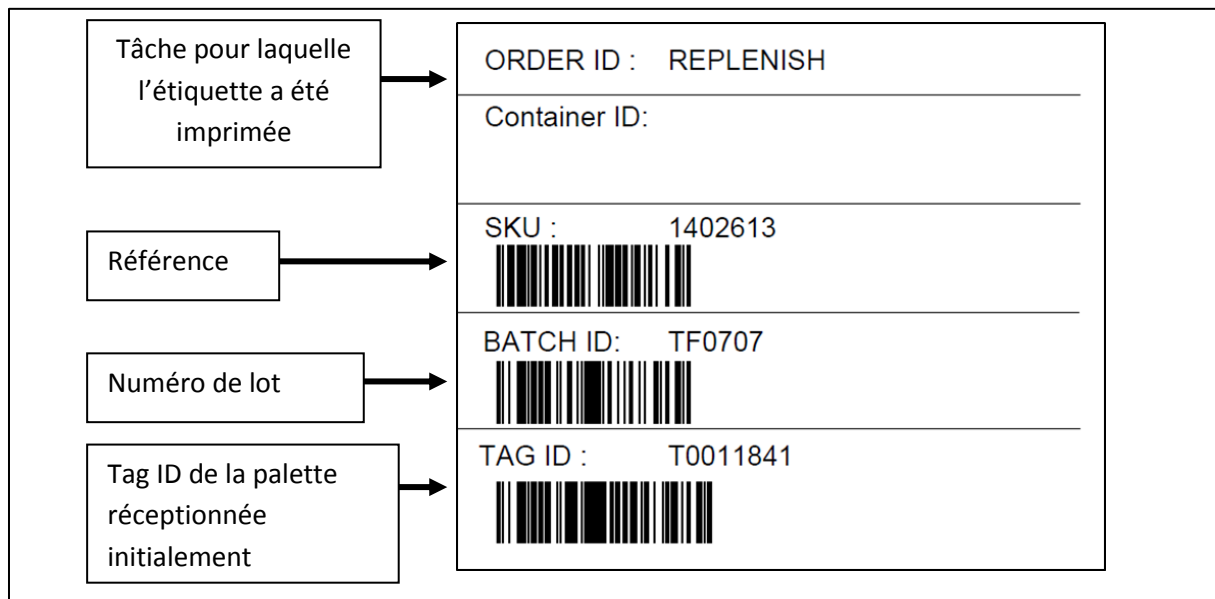 Tâche pour laquelle
l’étiquette a été
imprimée
ORDER ID : REPLENISH
Container ID:
Référence
SKU : 1402613
Numéro de lot
BATCH ID: TF0707
Tag ID de la palette
réceptionnée
initialement
TAG ID : T0011841